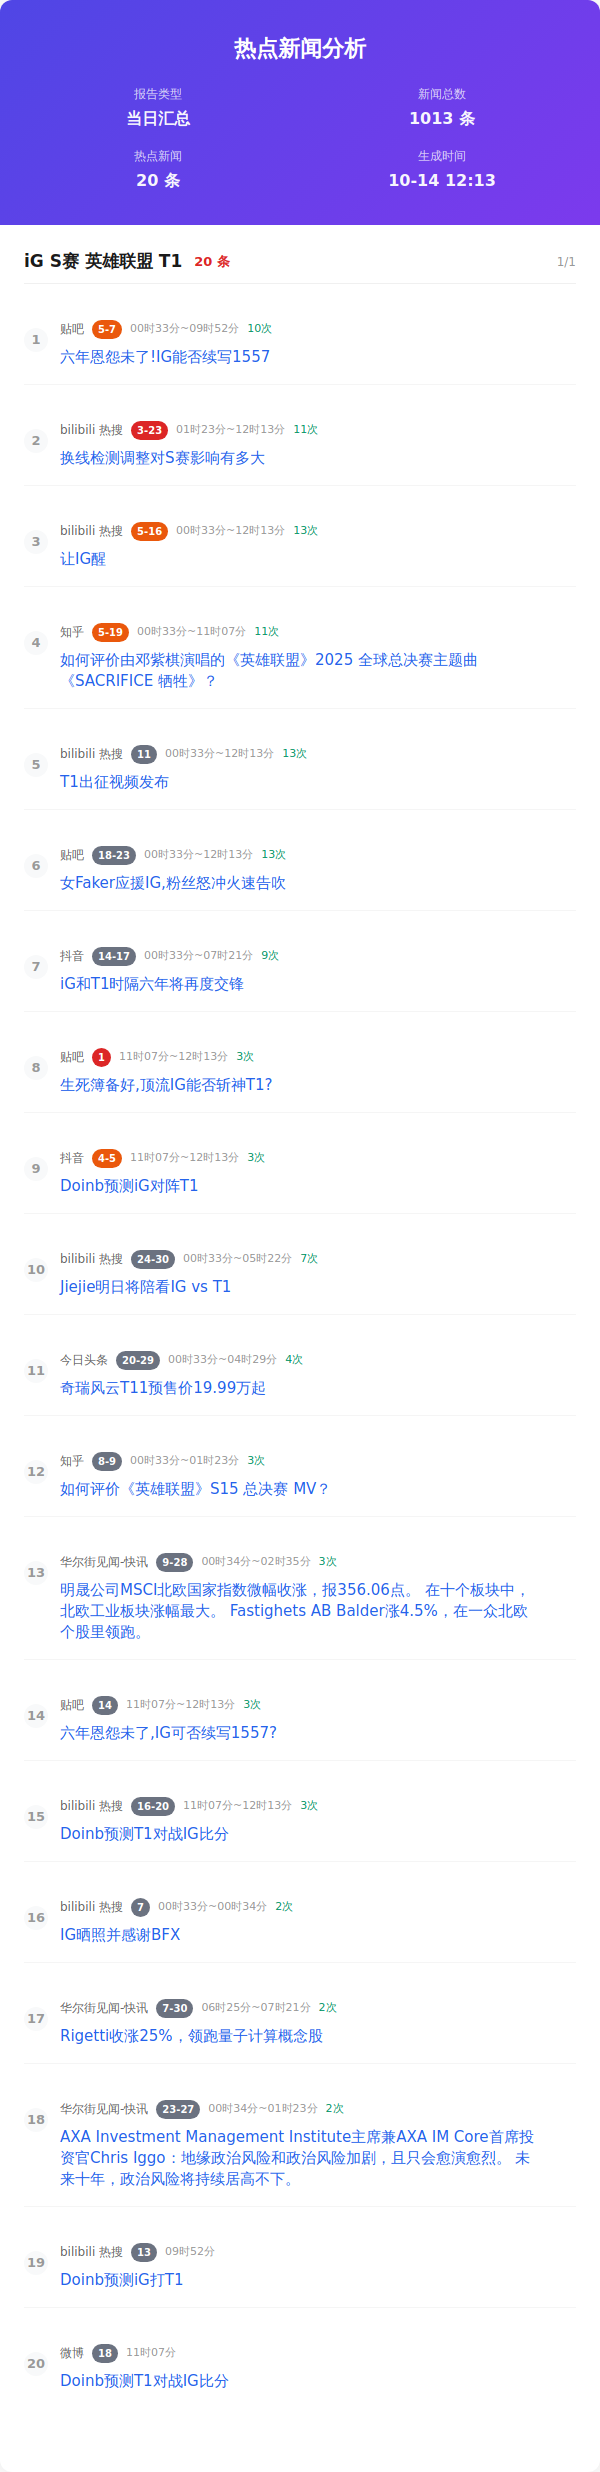 热点新闻分析
报告类型
新闻总数
当日汇总
1013 条
热点新闻
生成时间
20 条
10-14 12:13
iG S赛 英雄联盟 T1 20 条 1/1
1
贴吧 5-7 00时33分~09时52分 10次
六年恩怨未了!IG能否续写1557
2
bilibili 热搜 3-23 01时23分~12时13分 11次
换线检测调整对S赛影响有多大
3
bilibili 热搜 5-16 00时33分~12时13分 13次
让IG醒
4
知乎 5-19 00时33分~11时07分 11次
如何评价由邓紫棋演唱的《英雄联盟》2025 全球总决赛主题曲
《SACRIFICE 牺牲》？
5
bilibili 热搜 11 00时33分~12时13分 13次
T1出征视频发布
6
贴吧 18-23 00时33分~12时13分 13次
女Faker应援IG,粉丝怒冲火速告吹
7
抖音 14-17 00时33分~07时21分 9次
iG和T1时隔六年将再度交锋
8
贴吧 1 11时07分~12时13分 3次
生死簿备好,顶流IG能否斩神T1?
9
抖音 4-5 11时07分~12时13分 3次
Doinb预测iG对阵T1
10
bilibili 热搜 24-30 00时33分~05时22分 7次
Jiejie明日将陪看IG vs T1
11
今日头条 20-29 00时33分~04时29分 4次
奇瑞风云T11预售价19.99万起
12
知乎 8-9 00时33分~01时23分 3次
如何评价《英雄联盟》S15 总决赛 MV？
13
华尔街见闻-快讯 9-28 00时34分~02时35分 3次
明晟公司MSCI北欧国家指数微幅收涨，报356.06点。 在十个板块中，
北欧工业板块涨幅最大。 Fastighets AB Balder涨4.5%，在一众北欧
个股里领跑。
14
贴吧 14 11时07分~12时13分 3次
六年恩怨未了,IG可否续写1557?
15
bilibili 热搜 16-20 11时07分~12时13分 3次
Doinb预测T1对战IG比分
16
bilibili 热搜 7 00时33分~00时34分 2次
IG晒照并感谢BFX
17
华尔街见闻-快讯 7-30 06时25分~07时21分 2次
Rigetti收涨25%，领跑量子计算概念股
18
华尔街见闻-快讯 23-27 00时34分~01时23分 2次
AXA Investment Management Institute主席兼AXA IM Core首席投
资官Chris Iggo：地缘政治风险和政治风险加剧，且只会愈演愈烈。 未
来十年，政治风险将持续居高不下。
19
bilibili 热搜 13 09时52分
Doinb预测iG打T1
20
微博 18 11时07分
Doinb预测T1对战IG比分